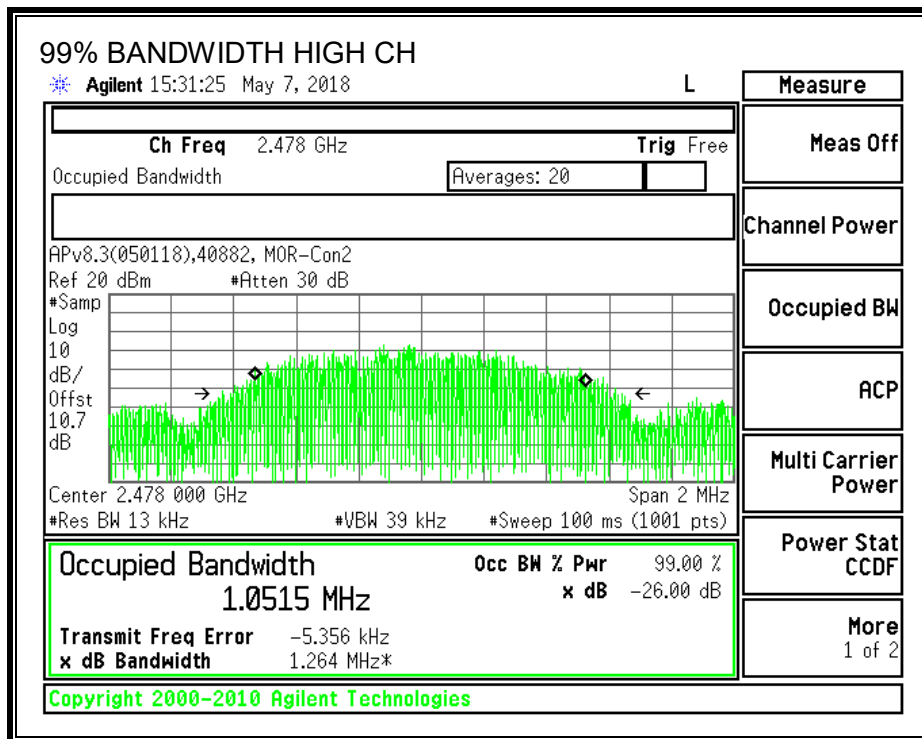 99% BANDWIDTH HIGH CH
Agilent 15:31:25 May 7, 2018 L
Measure
Ch Freq 2.478 GHz Trig Free
Occupied Bandwidth Averages: 20
APv8.3(050118),40882, MOR-Con2
Ref 20 dBm #Atten 30 dB
#Samp
Log
10
dB/
Offst
10.7
dB
Center 2.478 000 GHz Span 2 MHz
#Res BW 13 kHz #VBW 39 kHz #Sweep 100 ms (1001 pts)
Occupied Bandwidth
1.0515 MHz
Occ BW % Pwr 99.00 %
x dB -26.00 dB
Transmit Freq Error -5.356 kHz
x dB Bandwidth 1.264 MHz*
Copyright 2000-2010 Agilent Technologies
Meas Off
Channel Power
Occupied BW
ACP
Multi Carrier
Power
Power Stat
CCDF
More
1 of 2